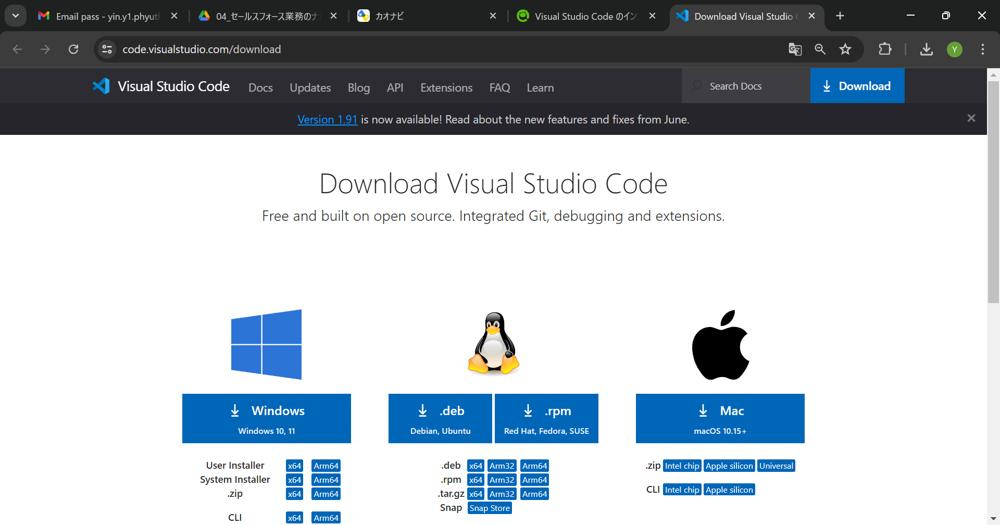 Email pass - yin.y1.phyuth
04_セールスフォース業務のナ
カオナビ
Visual Studio Code のイン
Download Visual Studio
code.visualstudio.com/download
Y
Visual Studio Code Docs Updates Blog API Extensions FAQ Learn Search Docs Download
Version 1.91 is now available! Read about the new features and fixes from June.
Download Visual Studio Code
Free and built on open source. Integrated Git, debugging and extensions.
Windows
Windows 10, 11
User Installer x64 Arm64
System Installer x64 Arm64
.zip x64 Arm64
CLI x64 Arm64
.deb
Debian, Ubuntu
.rpm
Red Hat, Fedora, SUSE
.deb x64 Arm32 Arm64
.rpm x64 Arm32 Arm64
.tar.gz x64 Arm32 Arm64
Snap Snap Store
Mac
macOS 10.15+
.zip Intel chip Apple silicon Universal
CLI Intel chip Apple silicon